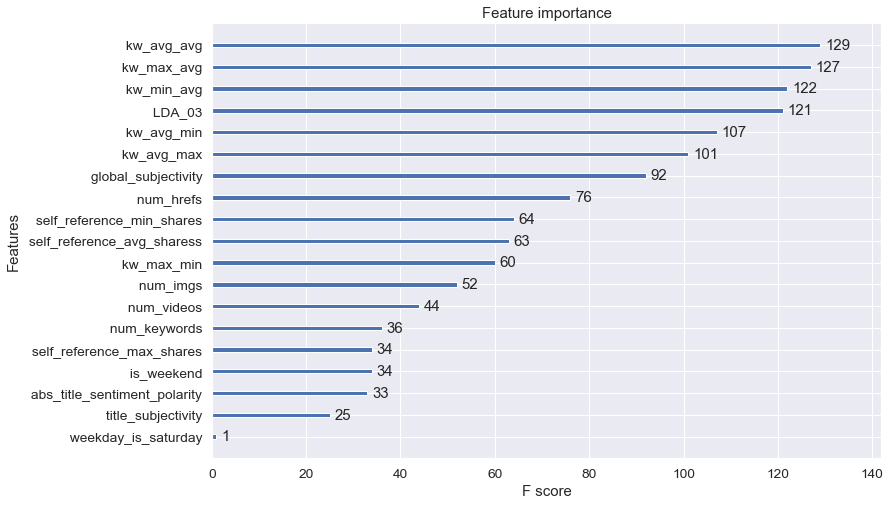 Feature importance
kw_avg_avg 129
kw_max_avg 127
kw_min_avg 122
LDA_03 121
kw_avg_min 107
kw_avg_max 101
global_subjectivity 92
num_hrefs 76
self_reference_min_shares 64
self_reference_avg_sharess 63
kw_max_min 60
num_imgs 52
num_videos 44
num_keywords 36
self_reference_max_shares 34
is_weekend 34
abs_title_sentiment_polarity 33
title_subjectivity 25
weekday_is_saturday 1
Features
0 20 40 60 80 100 120 140
F score